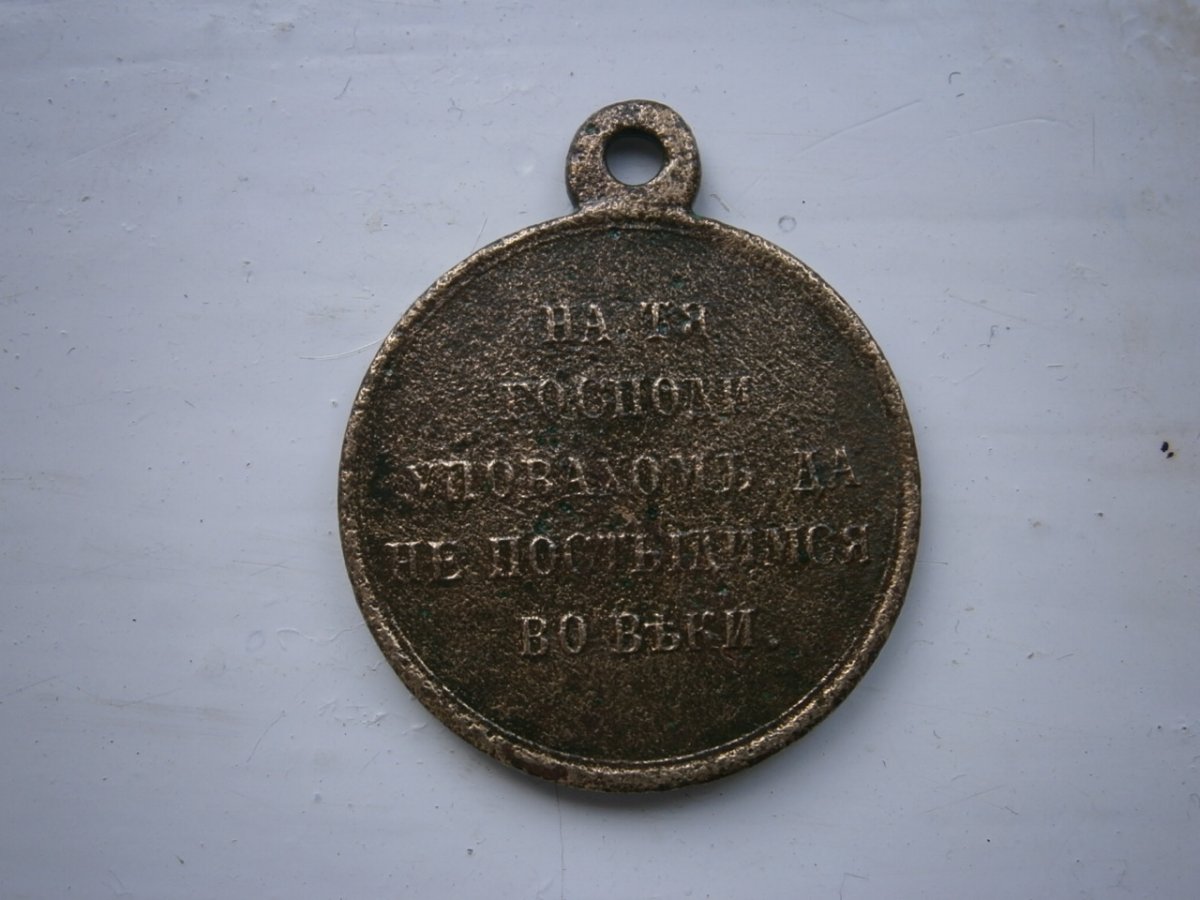 НА ТЯ
ГОСПОДИ
УПОВАХОМЪ. ДА
НЕ ПОСТЫДИМСЯ
ВО ВѢКИ.